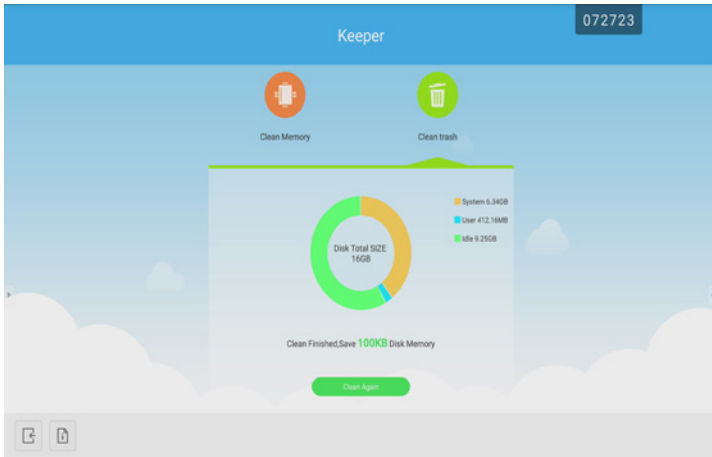 072723
Keeper
Clean Memory
Clean trash
System 6.34GB
User 412.16MB
Idle 9.25GB
Disk Total SIZE
16GB
Clean Finished,Save 100KB Disk Memory
Clean Again